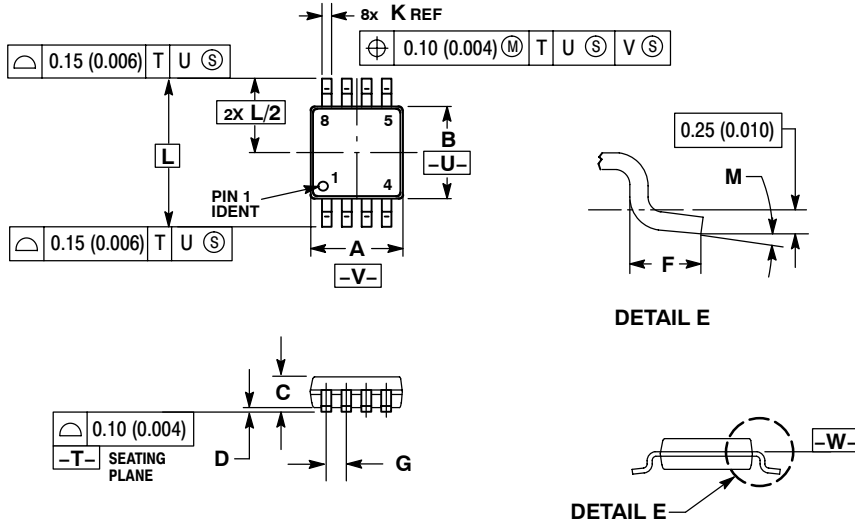 8x K REF
⌖ 0.10 (0.004) Ⓜ T U Ⓢ V Ⓢ
⌓ 0.15 (0.006) T U Ⓢ
2X L/2
8 5
B
–U–
L
0.25 (0.010)
M
PIN 1
IDENT
1 4
⌓ 0.15 (0.006) T U Ⓢ
A
–V–
F
DETAIL E
C
⌓ 0.10 (0.004)
–T– SEATING
PLANE
D
G
–W–
DETAIL E